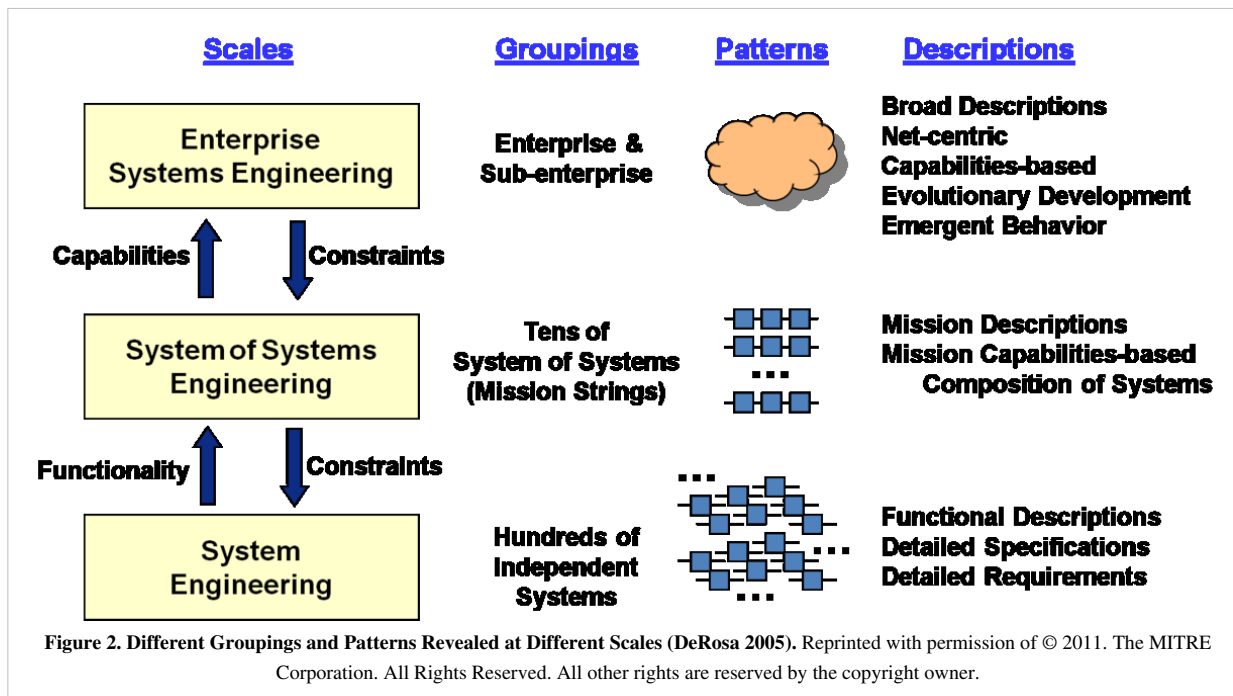 Scales
Groupings
Patterns
Descriptions
Enterprise
Systems Engineering
Enterprise &
Sub-enterprise
Broad Descriptions
Net-centric
Capabilities-based
Evolutionary Development
Emergent Behavior
Capabilities
Constraints
System of Systems
Engineering
Tens of
System of Systems
(Mission Strings)
Mission Descriptions
Mission Capabilities-based
Composition of Systems
Functionality
Constraints
System
Engineering
Hundreds of
Independent
Systems
Functional Descriptions
Detailed Specifications
Detailed Requirements
Figure 2. Different Groupings and Patterns Revealed at Different Scales (DeRosa 2005). Reprinted with permission of © 2011. The MITRE
Corporation. All Rights Reserved. All other rights are reserved by the copyright owner.